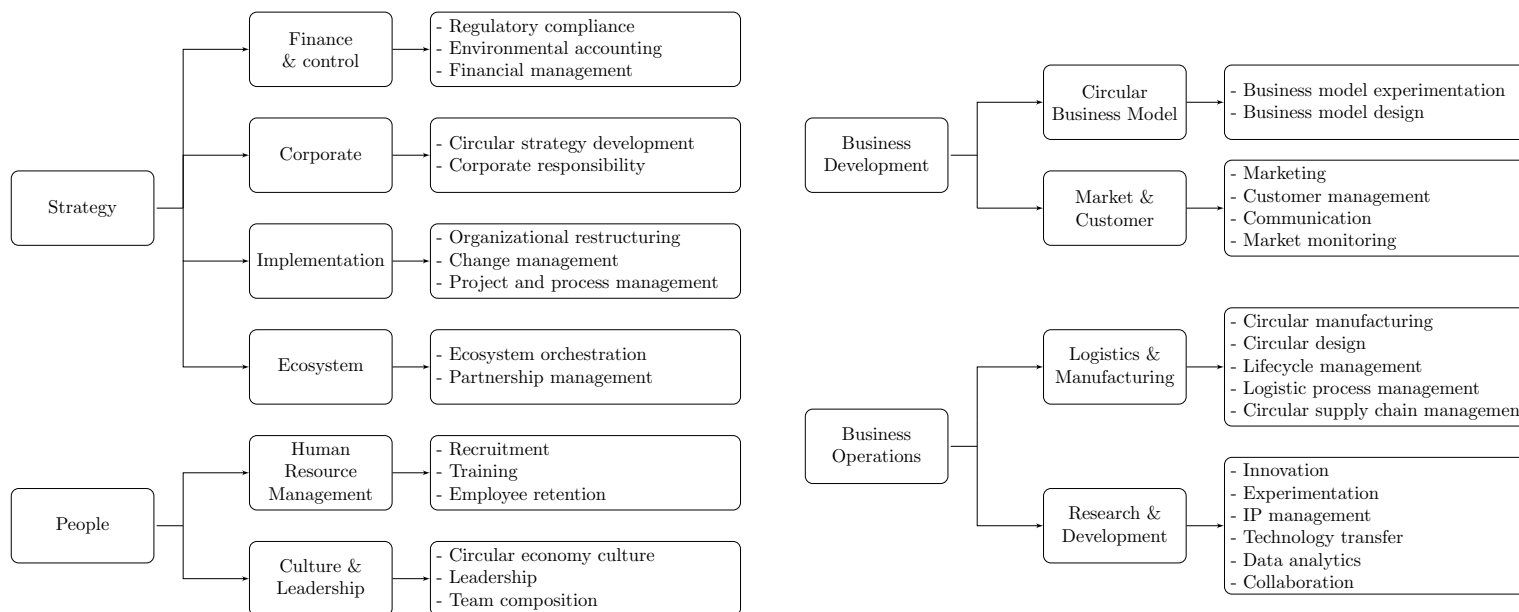 Strategy
Finance
& control
- Regulatory compliance
- Environmental accounting
- Financial management
Corporate
- Circular strategy development
- Corporate responsibility
Implementation
- Organizational restructuring
- Change management
- Project and process management
Ecosystem
- Ecosystem orchestration
- Partnership management
People
Human
Resource
Management
- Recruitment
- Training
- Employee retention
Culture &
Leadership
- Circular economy culture
- Leadership
- Team composition
Business
Development
Circular
Business Model
- Business model experimentation
- Business model design
Market &
Customer
- Marketing
- Customer management
- Communication
- Market monitoring
Business
Operations
Logistics &
Manufacturing
- Circular manufacturing
- Circular design
- Lifecycle management
- Logistic process management
- Circular supply chain management
Research &
Development
- Innovation
- Experimentation
- IP management
- Technology transfer
- Data analytics
- Collaboration